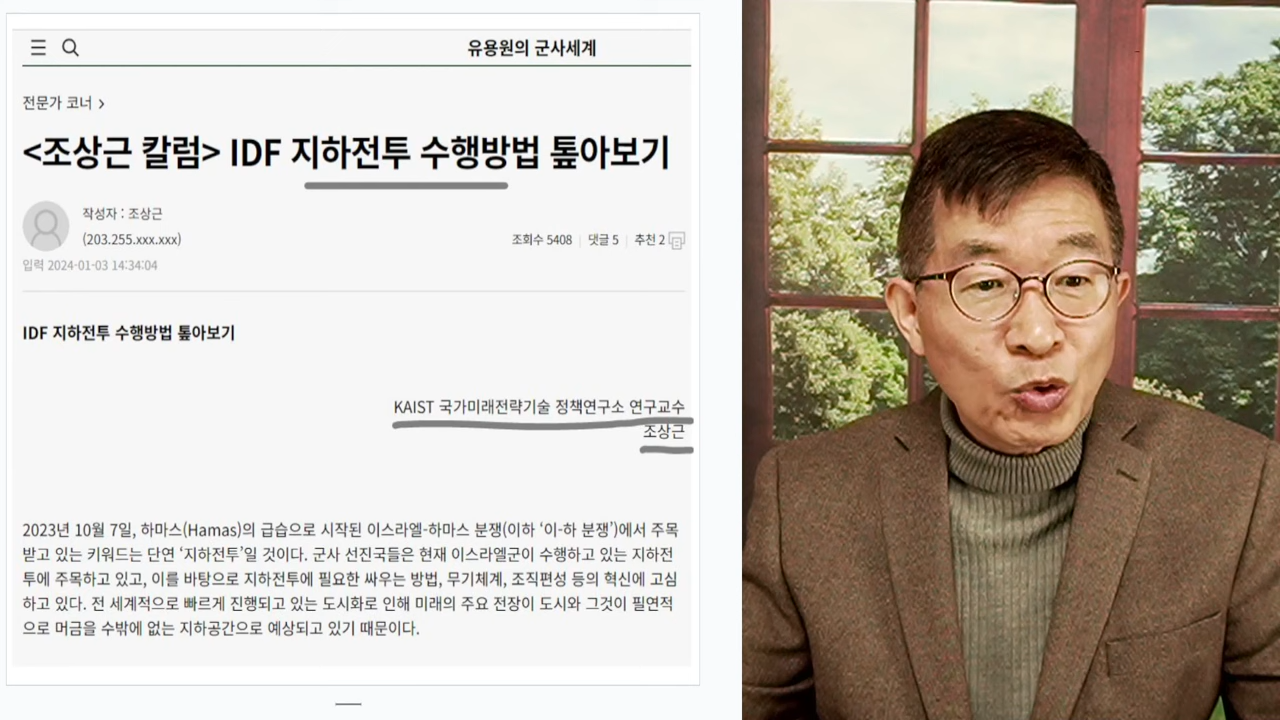 유용원의 군사세계
전문가 코너 >
<조상근 칼럼> IDF 지하전투 수행방법 톺아보기
작성자 : 조상근
(203.255.xxx.xxx)
조회수 5408 | 댓글 5 | 추천 2
입력 2024-01-03 14:34:04
IDF 지하전투 수행방법 톺아보기
KAIST 국가미래전략기술 정책연구소 연구교수
조상근
2023년 10월 7일, 하마스(Hamas)의 급습으로 시작된 이스라엘-하마스 분쟁(이하 ‘이-하 분쟁’)에서 주목
받고 있는 키워드는 단연 ‘지하전투’일 것이다. 군사 선진국들은 현재 이스라엘군이 수행하고 있는 지하전
투에 주목하고 있고, 이를 바탕으로 지하전투에 필요한 싸우는 방법, 무기체계, 조직편성 등의 혁신에 고심
하고 있다. 전 세계적으로 빠르게 진행되고 있는 도시화로 인해 미래의 주요 전장이 도시와 그것이 필연적
으로 머금을 수밖에 없는 지하공간으로 예상되고 있기 때문이다.